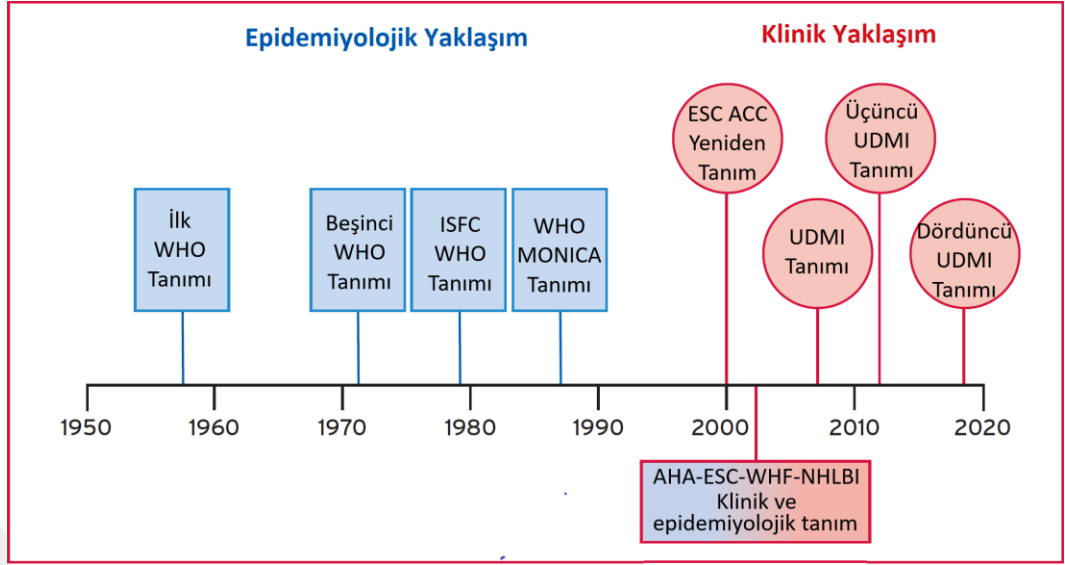 Epidemiyolojik Yaklaşım
Klinik Yaklaşım
İlk
WHO
Tanımı
Beşinci
WHO
Tanımı
ISFC
WHO
Tanımı
WHO
MONICA
Tanımı
ESC ACC
Yeniden
Tanım
UDMI
Tanımı
Üçüncü
UDMI
Tanımı
Dördüncü
UDMI
Tanımı
1950
1960
1970
1980
1990
2000
2010
2020
AHA-ESC-WHF-NHLBI
Klinik ve
epidemiyolojik tanım